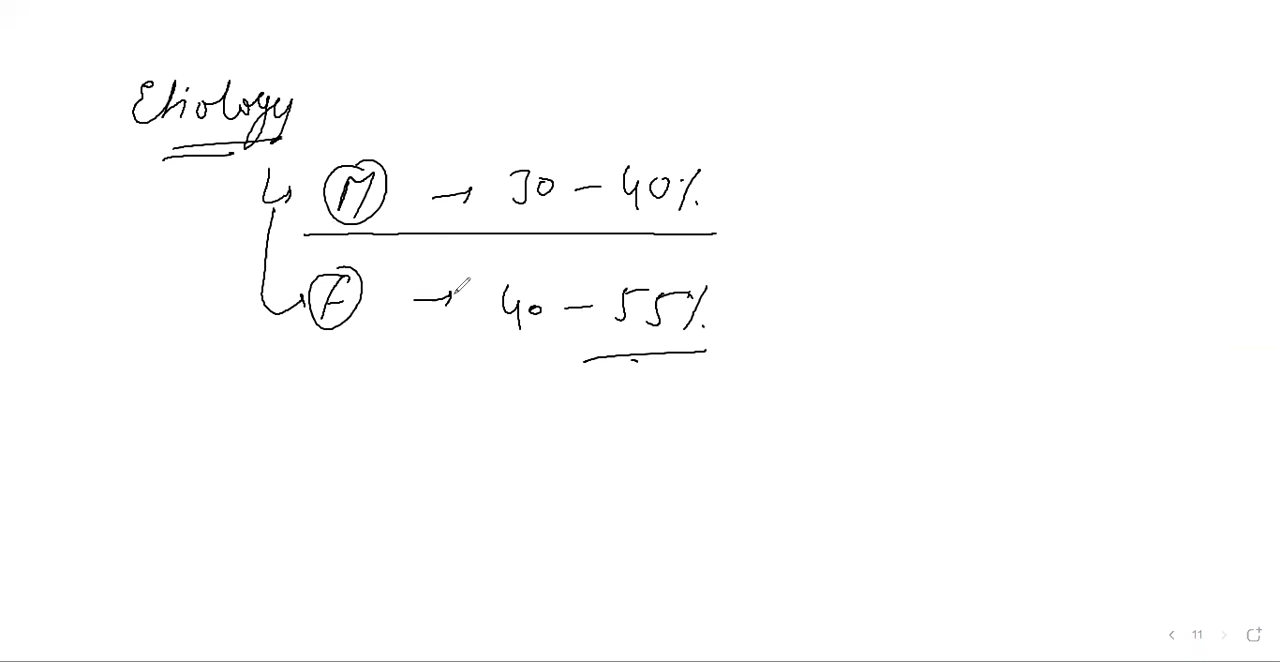 Etiology
↳ M → 30 – 40%
↳ F → 40 – 55%
< 11 >